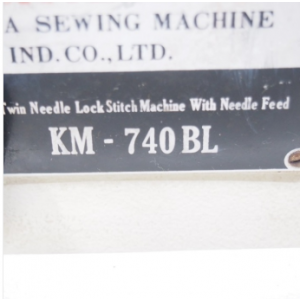 A SEWING MACHINE
IND. CO., LTD.
Twin Needle Lock Stitch Machine With Needle Feed
KM - 740 BL